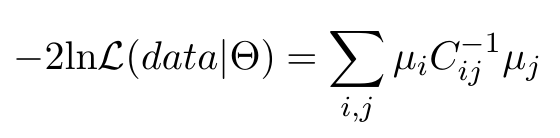 −2lnℒ(data|Θ) = ∑_{i,j} μ_i C_{ij}^{−1} μ_j